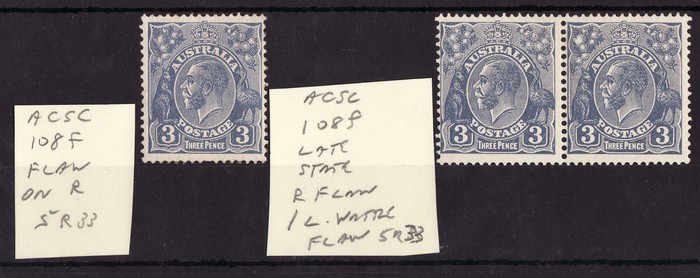 ACSC
108f
FLAW
ON R
5R33
AUSTRALIA
3 POSTAGE 3
THREE PENCE
ACSC
108f
LATE
STATE
R FLAW
/ L. WATTLE
FLAW 5R33
AUSTRALIA
3 POSTAGE 3
THREE PENCE
AUSTRALIA
3 POSTAGE 3
THREE PENCE